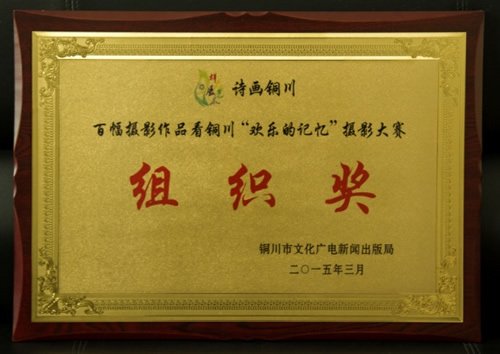 诗画铜川
百幅摄影作品看铜川“欢乐的记忆”摄影大赛
组织奖
铜川市文化广电新闻出版局
二〇一五年三月